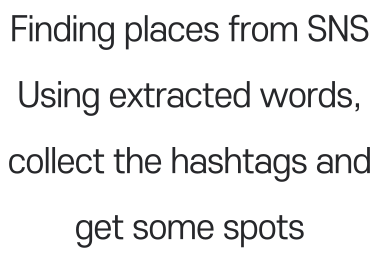 Finding places from SNS
Using extracted words,
collect the hashtags and
get some spots